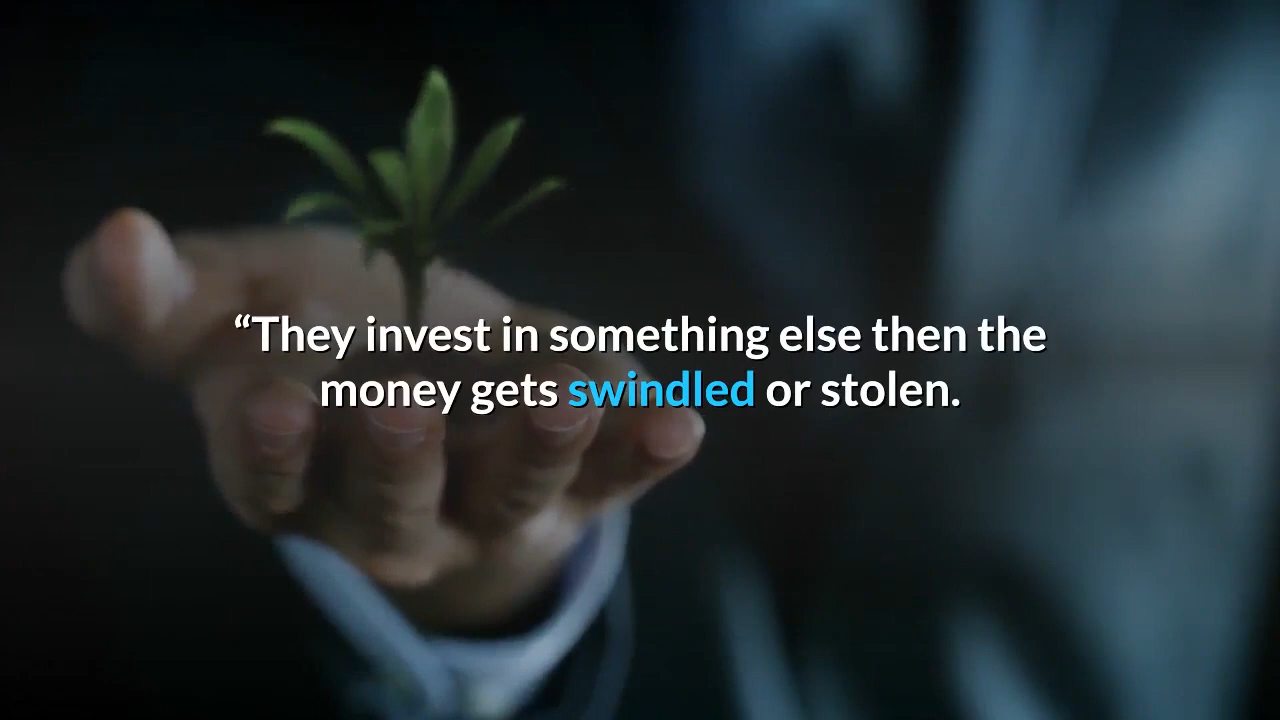 “They invest in something else then the
money gets swindled or stolen.